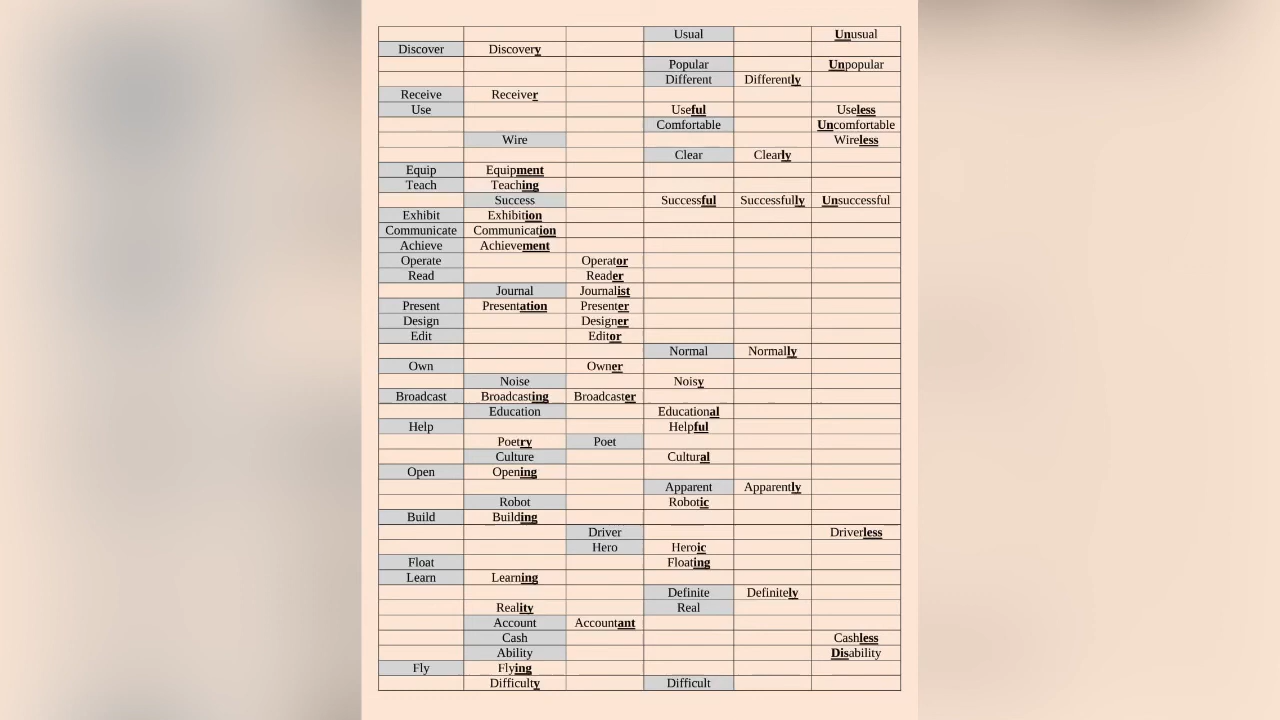 Usual Unusual
Discover Discovery
Popular Unpopular
Different Differently
Receive Receiver
Use Useful Useless
Comfortable Uncomfortable
Wire Wireless
Clear Clearly
Equip Equipment
Teach Teaching
Success Successful Successfully Unsuccessful
Exhibit Exhibition
Communicate Communication
Achieve Achievement
Operate Operator
Read Reader
Journal Journalist
Present Presentation Presenter
Design Designer
Edit Editor
Normal Normally
Own Owner
Noise Noisy
Broadcast Broadcasting Broadcaster
Education Educational
Help Helpful
Poetry Poet
Culture Cultural
Open Opening
Apparent Apparently
Robot Robotic
Build Building
Driver Driverless
Hero Heroic
Float Floating
Learn Learning
Definite Definitely
Reality Real
Account Accountant
Cash Cashless
Ability Disability
Fly Flying
Difficulty Difficult